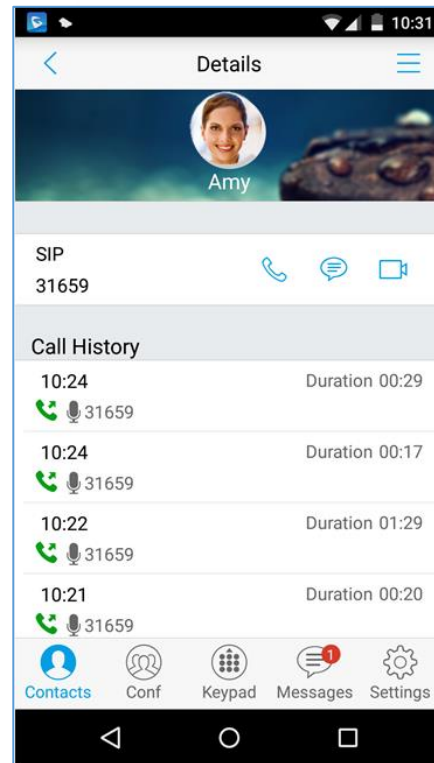 10:31
Details
Amy
SIP
31659
Call History
10:24 Duration 00:29
31659
10:24 Duration 00:17
31659
10:22 Duration 01:29
31659
10:21 Duration 00:20
31659
1
Contacts Conf Keypad Messages Settings